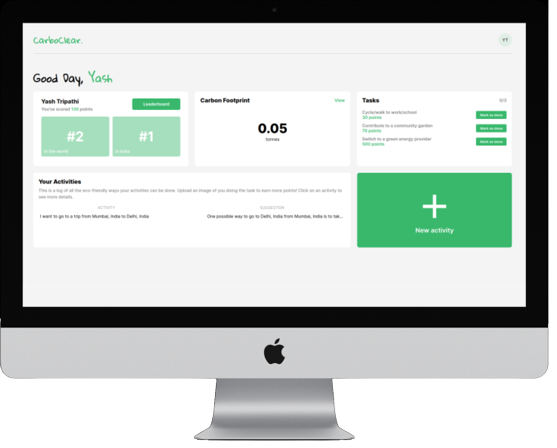 CarboClear.
YT
Good Day, Yash
Yash Tripathi
You've scored 130 points
Leaderboard
#2
in the world
#1
in India
Carbon Footprint
View
0.05
tonnes
Tasks
Cycle/walk to work/school
30 points
Mark as done
Contribute to a community garden
75 points
Mark as done
Switch to a green energy provider
500 points
Mark as done
Your Activities
This is a log of all the eco friendly ways your activities can be done. Upload an image of you doing the task to earn more points! Click on an activity to
see more details.
ACTIVITY
SUGGESTION
I want to go to a trip from Mumbai, India to Delhi, India
One possible way to go to Delhi, India from Mumbai, India is to tak...
New activity